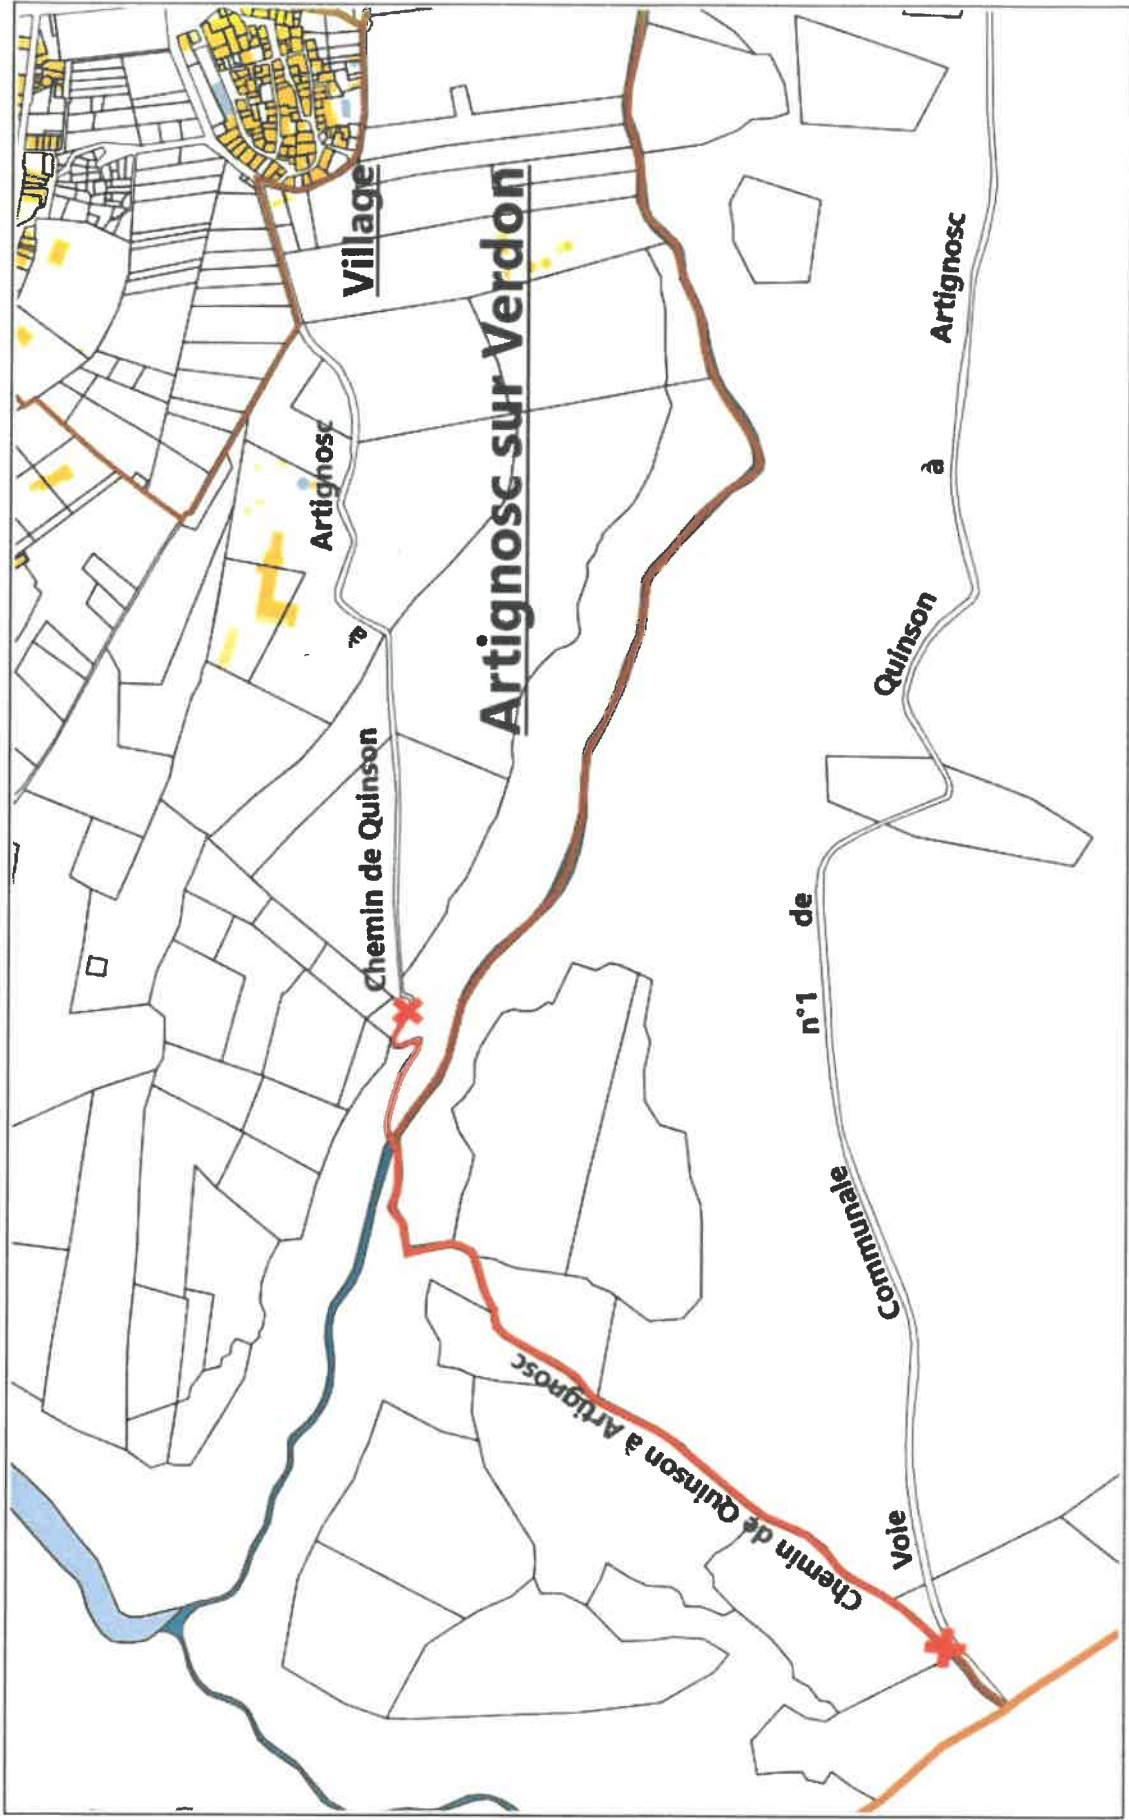 Village
Artignosc sur Verdon
Chemin de Quinson à Artignosc
Chemin de Quinson à Artignosc
Voie Communale n°1 de Quinson à Artignosc